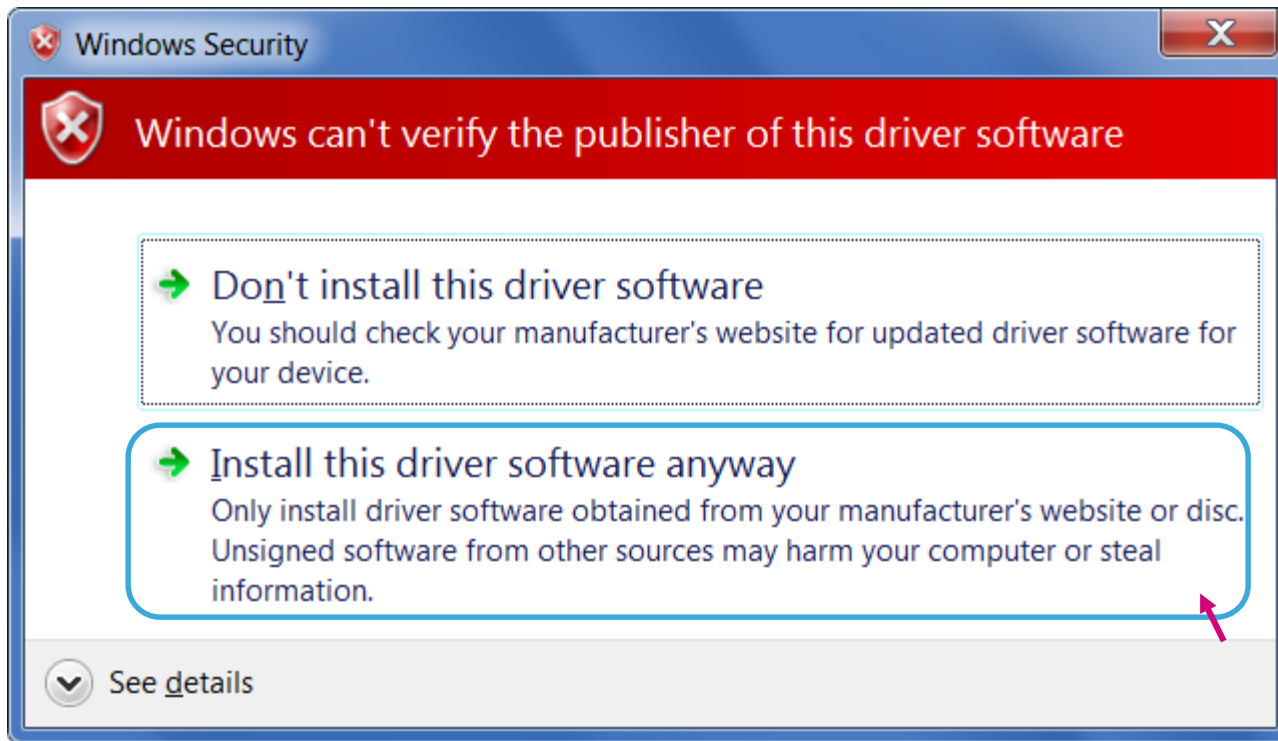 Windows Security
Windows can't verify the publisher of this driver software
Don't install this driver software
You should check your manufacturer's website for updated driver software for
your device.
Install this driver software anyway
Only install driver software obtained from your manufacturer's website or disc.
Unsigned software from other sources may harm your computer or steal
information.
See details